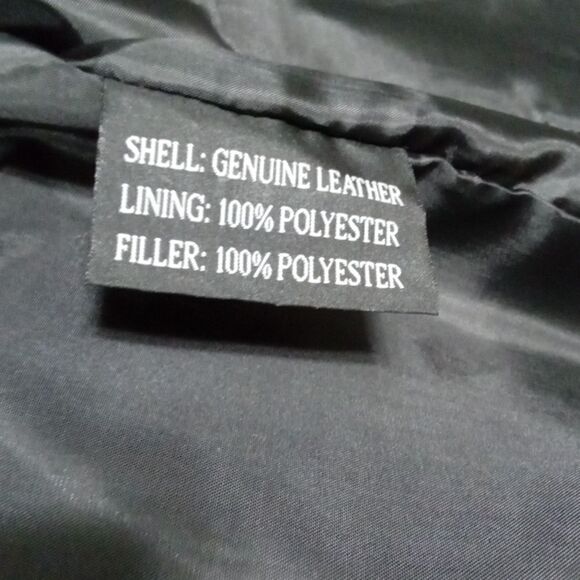 SHELL: GENUINE LEATHER
LINING: 100% POLYESTER
FILLER: 100% POLYESTER